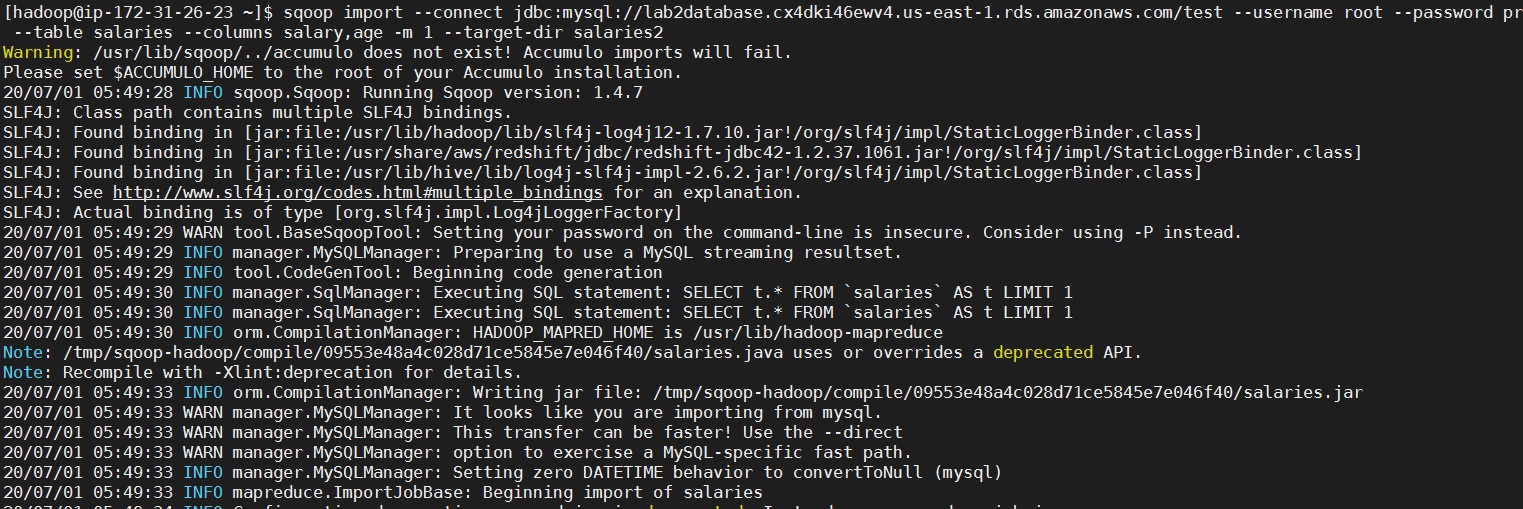 [hadoop@ip-172-31-26-23 ~]$ sqoop import --connect jdbc:mysql://lab2database.cx4dki46ewv4.us-east-1.rds.amazonaws.com/test --username root --password pr
--table salaries --columns salary,age -m 1 --target-dir salaries2
Warning: /usr/lib/sqoop/../accumulo does not exist! Accumulo imports will fail.
Please set $ACCUMULO_HOME to the root of your Accumulo installation.
20/07/01 05:49:28 INFO sqoop.Sqoop: Running Sqoop version: 1.4.7
SLF4J: Class path contains multiple SLF4J bindings.
SLF4J: Found binding in [jar:file:/usr/lib/hadoop/lib/slf4j-log4j12-1.7.10.jar!/org/slf4j/impl/StaticLoggerBinder.class]
SLF4J: Found binding in [jar:file:/usr/share/aws/redshift/jdbc/redshift-jdbc42-1.2.37.1061.jar!/org/slf4j/impl/StaticLoggerBinder.class]
SLF4J: Found binding in [jar:file:/usr/lib/hive/lib/log4j-slf4j-impl-2.6.2.jar!/org/slf4j/impl/StaticLoggerBinder.class]
SLF4J: See http://www.slf4j.org/codes.html#multiple_bindings for an explanation.
SLF4J: Actual binding is of type [org.slf4j.impl.Log4jLoggerFactory]
20/07/01 05:49:29 WARN tool.BaseSqoopTool: Setting your password on the command-line is insecure. Consider using -P instead.
20/07/01 05:49:29 INFO manager.MySQLManager: Preparing to use a MySQL streaming resultset.
20/07/01 05:49:29 INFO tool.CodeGenTool: Beginning code generation
20/07/01 05:49:30 INFO manager.SqlManager: Executing SQL statement: SELECT t.* FROM `salaries` AS t LIMIT 1
20/07/01 05:49:30 INFO manager.SqlManager: Executing SQL statement: SELECT t.* FROM `salaries` AS t LIMIT 1
20/07/01 05:49:30 INFO orm.CompilationManager: HADOOP_MAPRED_HOME is /usr/lib/hadoop-mapreduce
Note: /tmp/sqoop-hadoop/compile/09553e48a4c028d71ce5845e7e046f40/salaries.java uses or overrides a deprecated API.
Note: Recompile with -Xlint:deprecation for details.
20/07/01 05:49:33 INFO orm.CompilationManager: Writing jar file: /tmp/sqoop-hadoop/compile/09553e48a4c028d71ce5845e7e046f40/salaries.jar
20/07/01 05:49:33 WARN manager.MySQLManager: It looks like you are importing from mysql.
20/07/01 05:49:33 WARN manager.MySQLManager: This transfer can be faster! Use the --direct
20/07/01 05:49:33 WARN manager.MySQLManager: option to exercise a MySQL-specific fast path.
20/07/01 05:49:33 INFO manager.MySQLManager: Setting zero DATETIME behavior to convertToNull (mysql)
20/07/01 05:49:33 INFO mapreduce.ImportJobBase: Beginning import of salaries